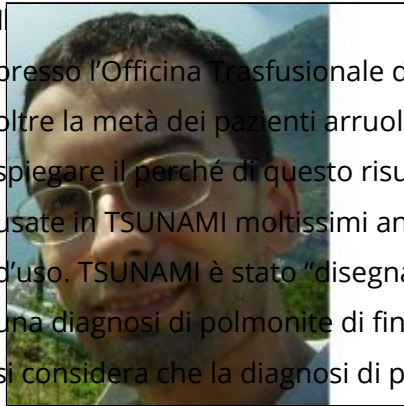 presso l'Officina Trasfusionale d
oltre la metà dei pazienti arruol
spiegare il perché di questo risu
usate in TSUNAMI moltissimi an
d'uso. TSUNAMI è stato “disegna
una diagnosi di polmonite di fin
si considera che la diagnosi di p